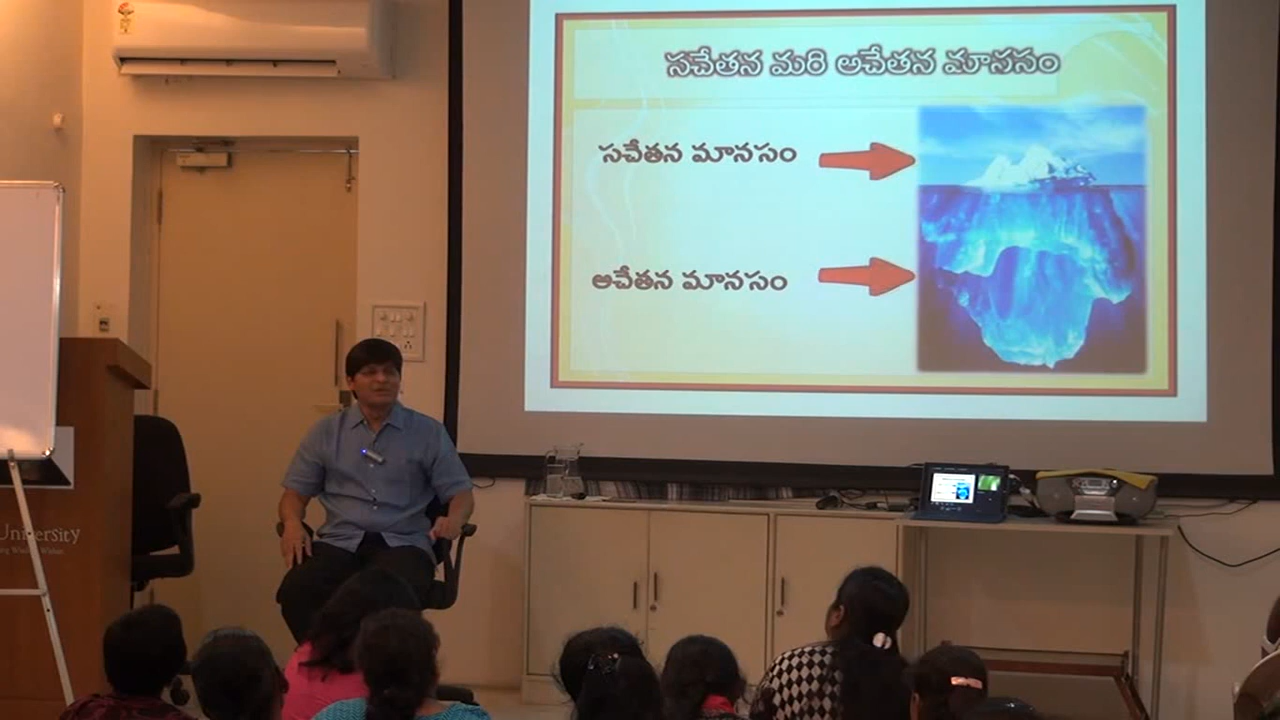 సచేతన మరి అచేతన మానసం
సచేతన మానసం
అచేతన మానసం
University